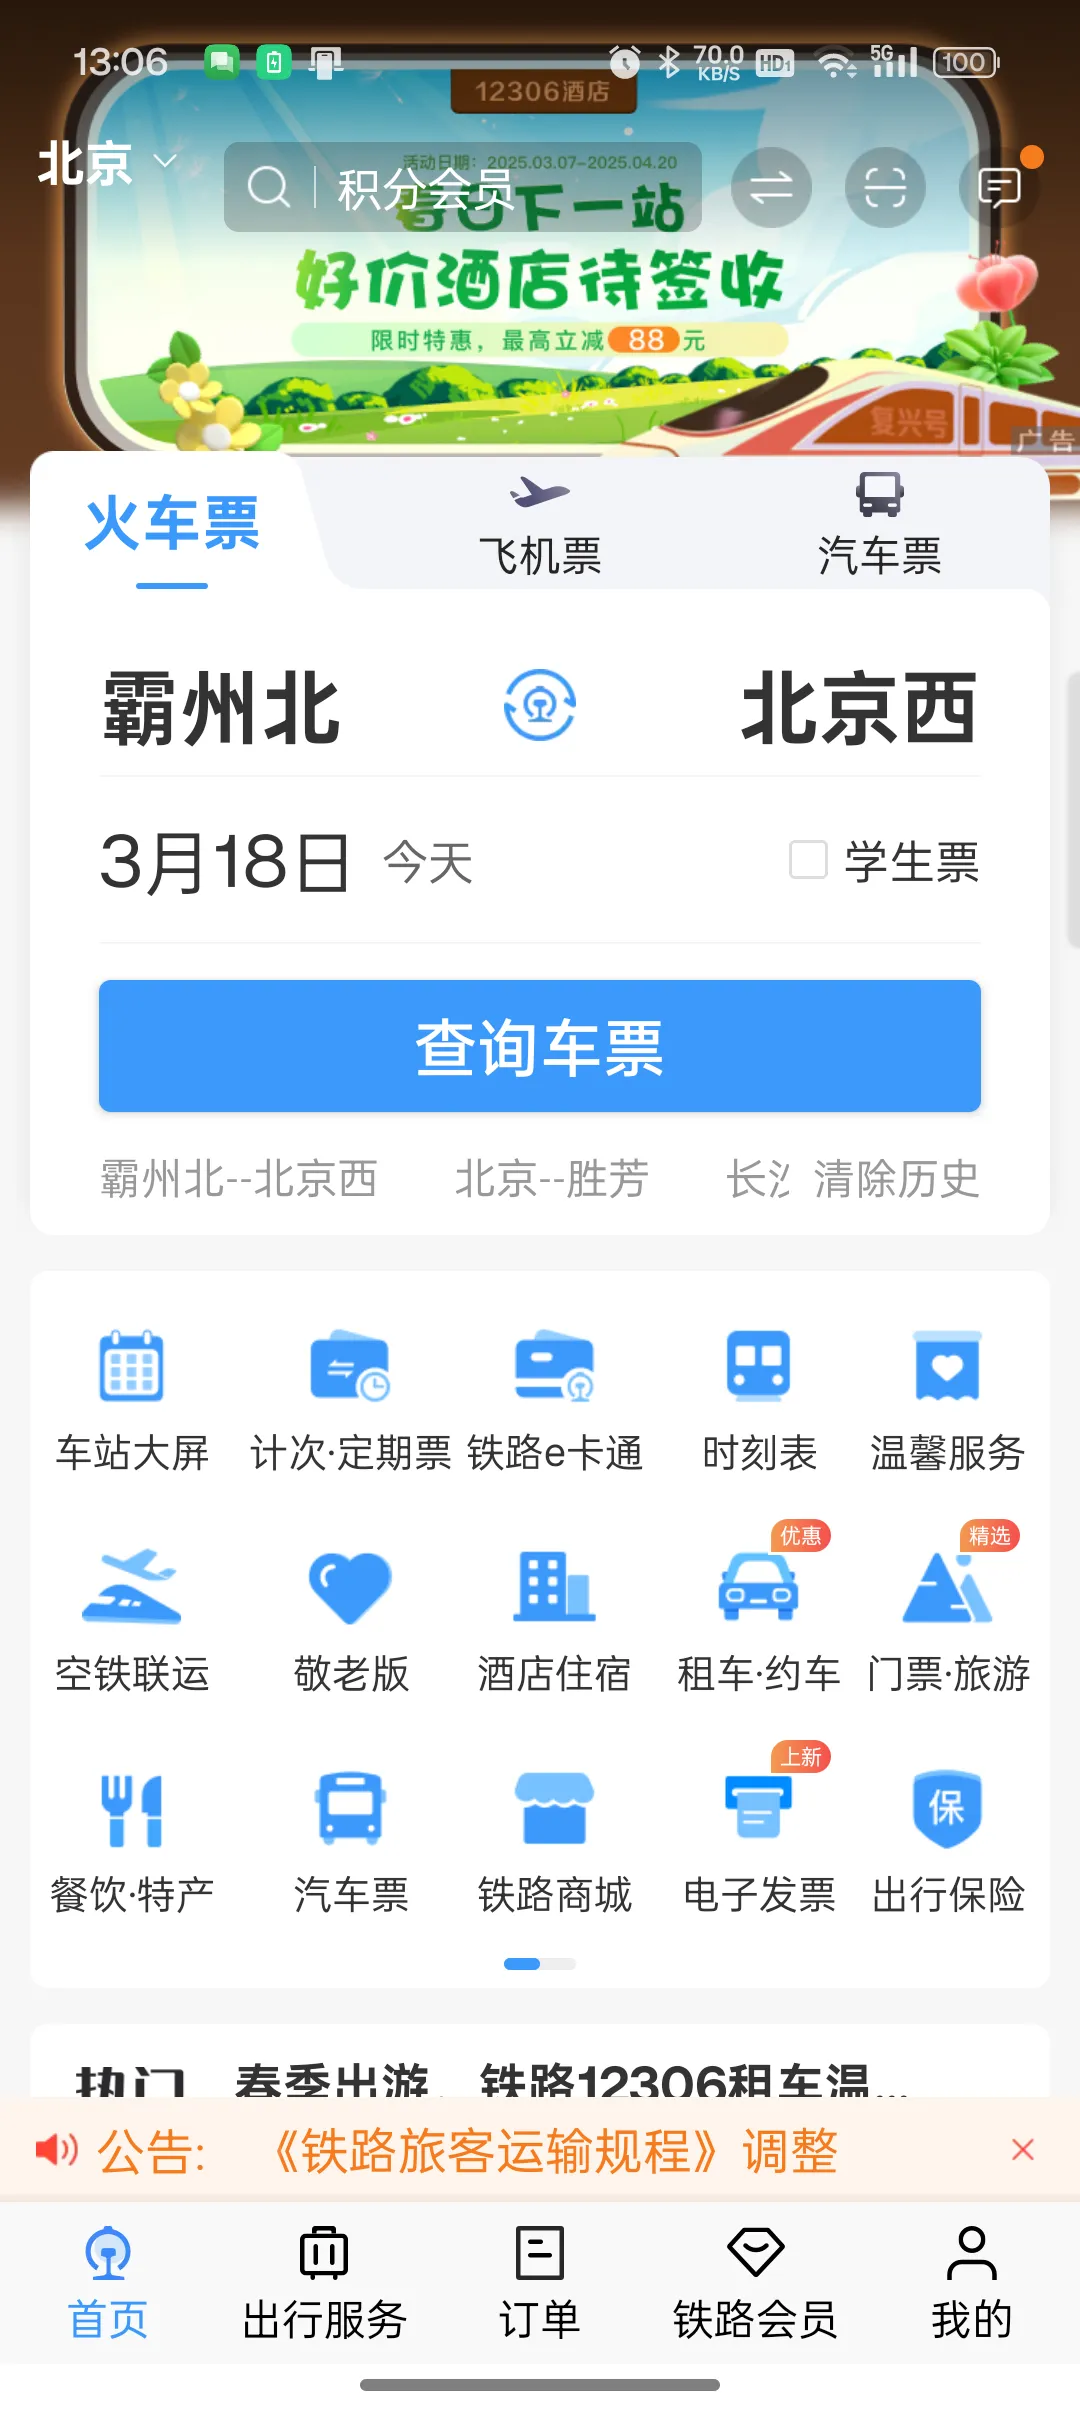 13:06
70.0
KB/S
HD1
5G
100
12306酒店
北京
活动日期：2025.03.07-2025.04.20
积分会员
春日下一站
好价酒店待签收
限时特惠，最高立减88元
复兴号
广告
火车票
飞机票
汽车票
霸州北
北京西
3月18日 今天
学生票
查询车票
霸州北--北京西 北京--胜芳 长 清除历史
车站大屏 计次·定期票 铁路e卡通 时刻表 温馨服务
优惠 精选
空铁联运 敬老版 酒店住宿 租车·约车 门票·旅游
上新
保
餐饮·特产 汽车票 铁路商城 电子发票 出行保险
热门 春季出游，铁路12306租车温...
公告: 《铁路旅客运输规程》调整
首页 出行服务 订单 铁路会员 我的